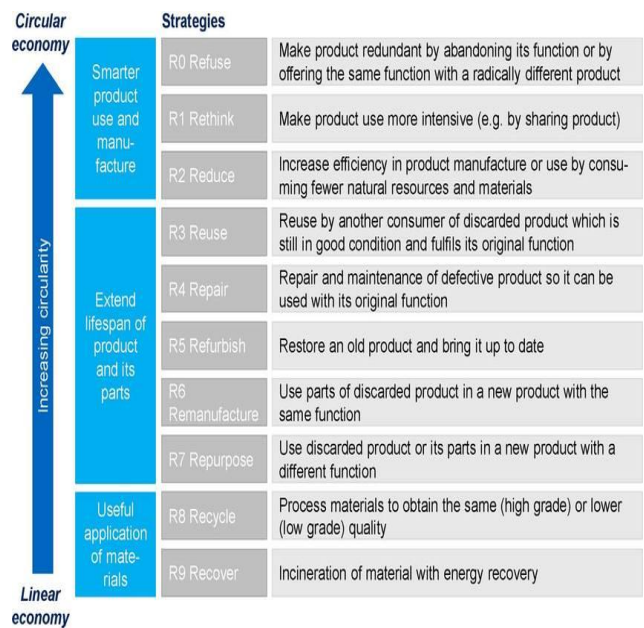 Circular
economy
Strategies
Increasing circularity
Smarter
product
use and
manu-
facture
R0 Refuse
Make product redundant by abandoning its function or by
offering the same function with a radically different product
R1 Rethink
Make product use more intensive (e.g. by sharing product)
R2 Reduce
Increase efficiency in product manufacture or use by consu-
ming fewer natural resources and materials
Extend
lifespan of
product
and its
parts
R3 Reuse
Reuse by another consumer of discarded product which is
still in good condition and fulfils its original function
R4 Repair
Repair and maintenance of defective product so it can be
used with its original function
R5 Refurbish
Restore an old product and bring it up to date
R6
Remanufacture
Use parts of discarded product in a new product with the
same function
R7 Repurpose
Use discarded product or its parts in a new product with a
different function
Useful
application
of mate-
rials
R8 Recycle
Process materials to obtain the same (high grade) or lower
(low grade) quality
R9 Recover
Incineration of material with energy recovery
Linear
economy